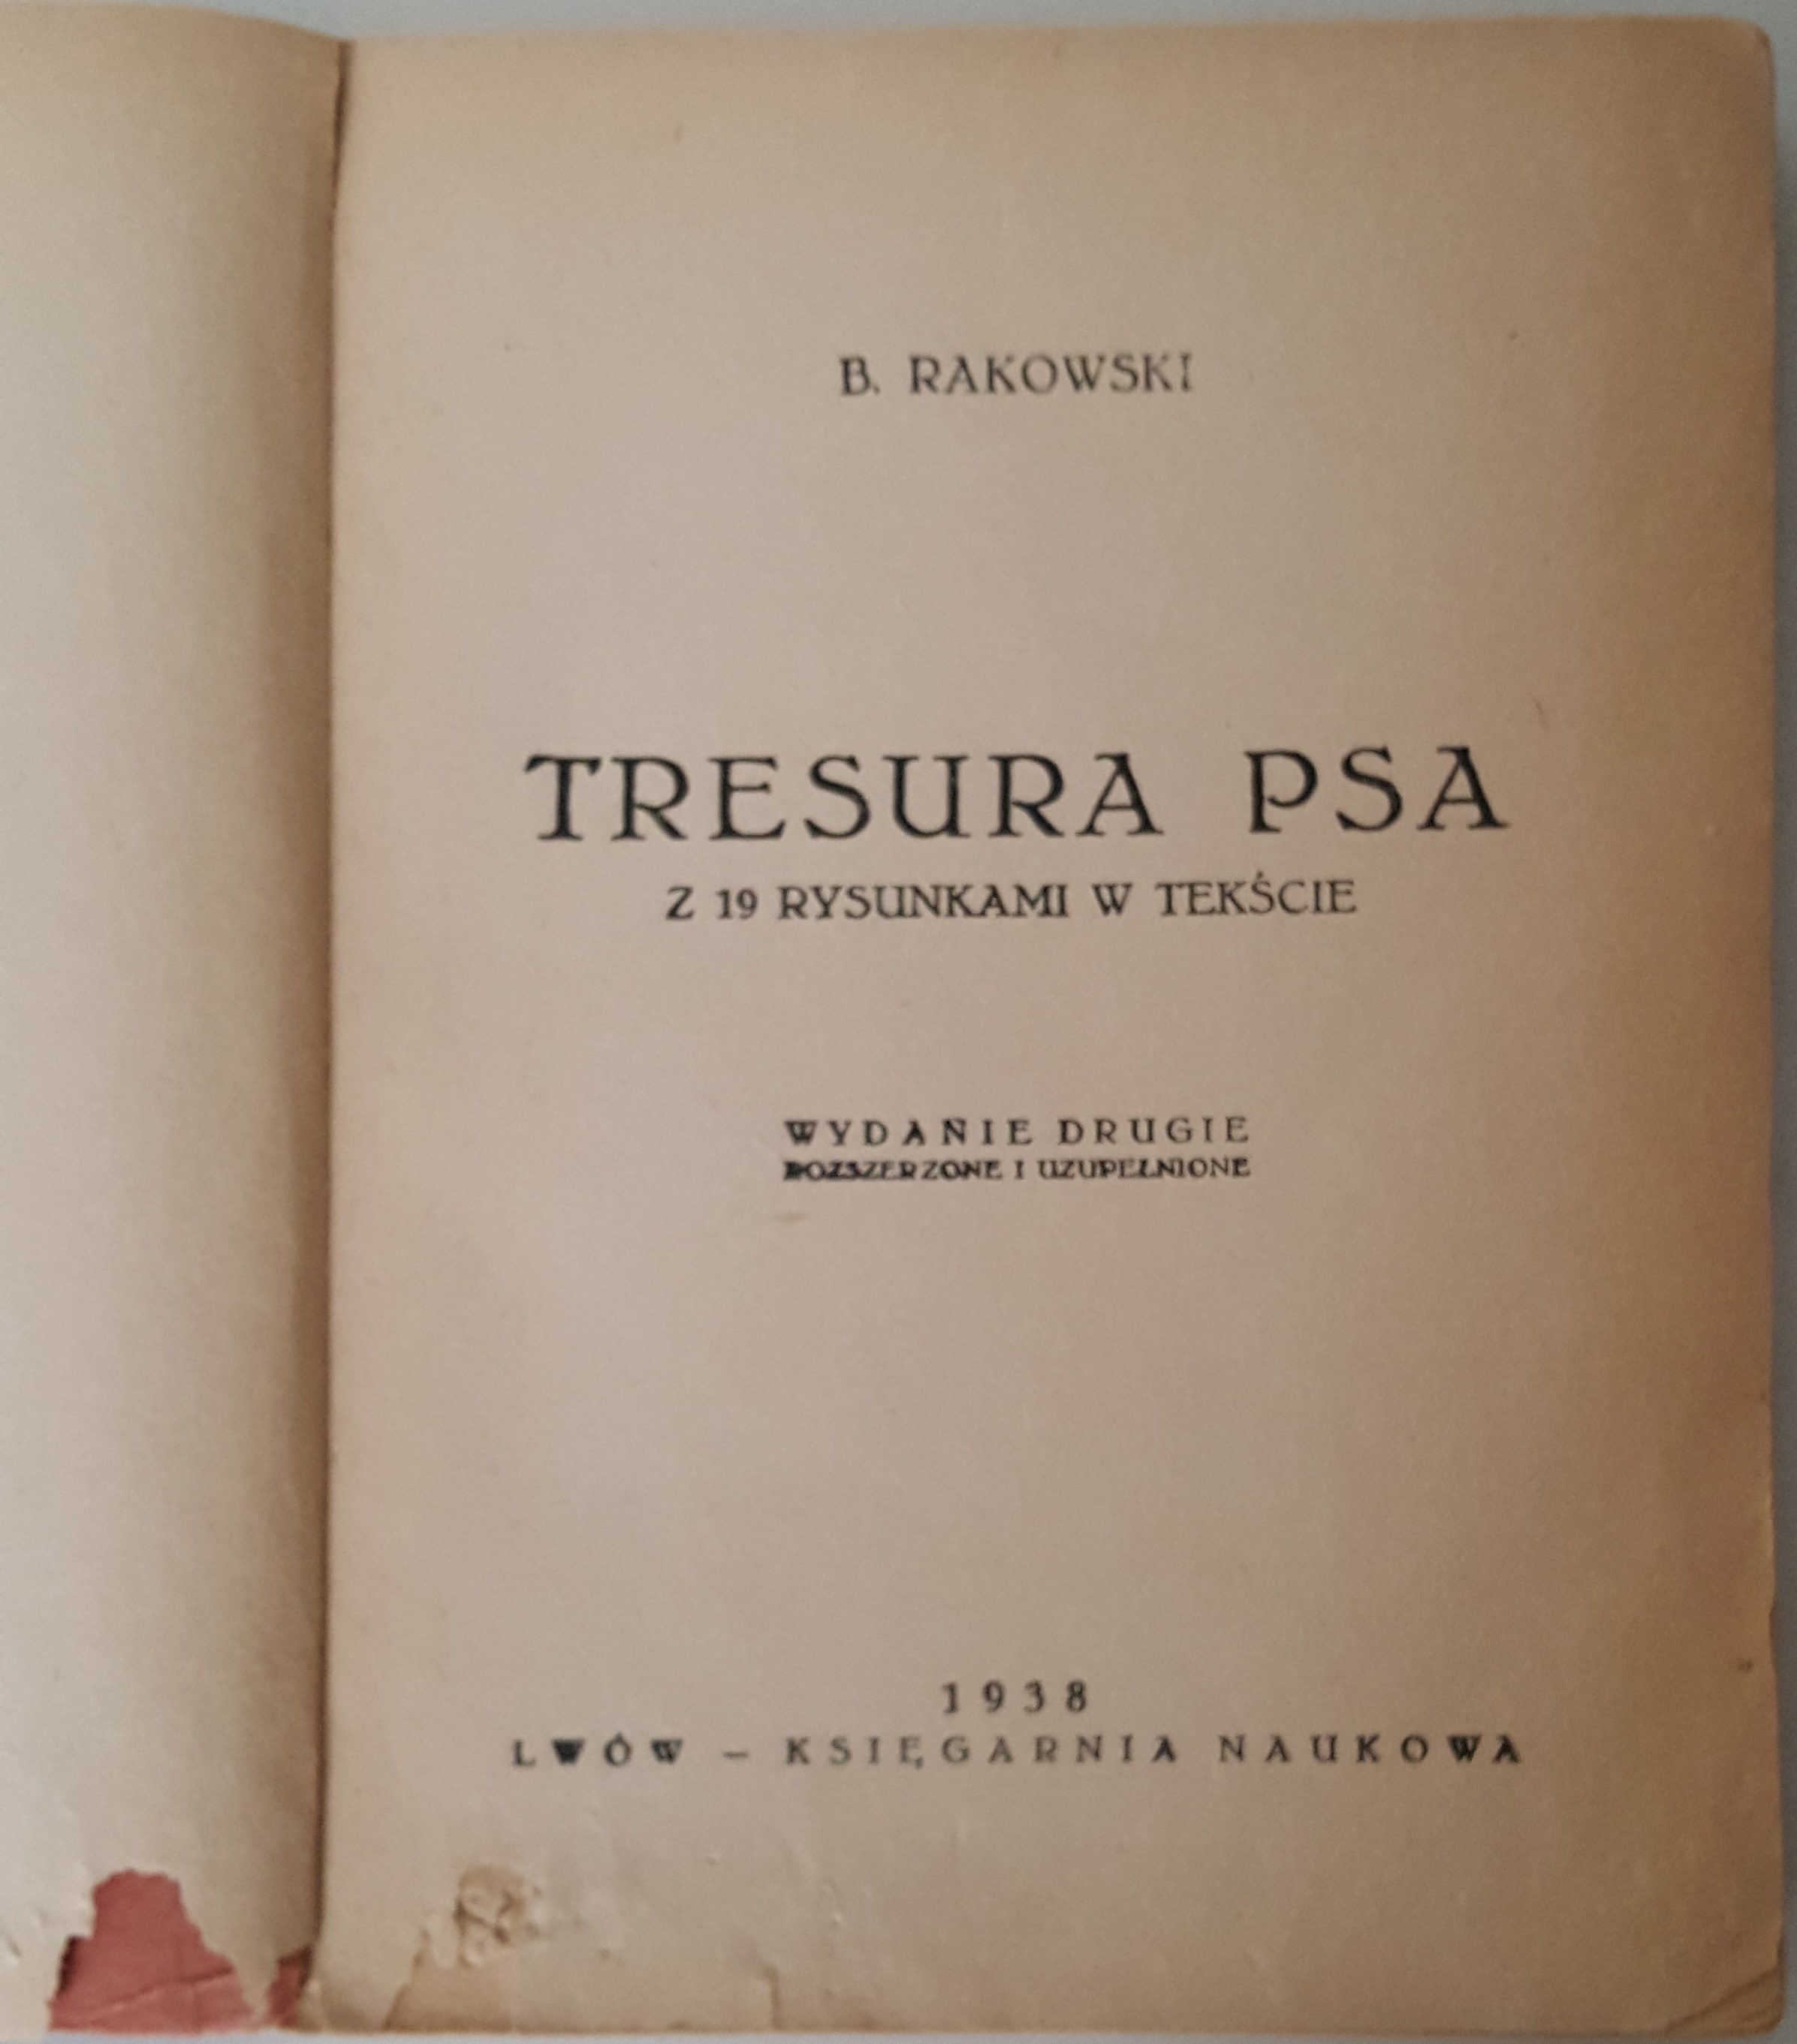 B. RAKOWSKI
TRESURA PSA
Z 19 RYSUNKAMI W TEKŚCIE
WYDANIE DRUGIE
ROZSZERZONE I UZUPEŁNIONE
1938
LWÓW – KSIĘGARNIA NAUKOWA